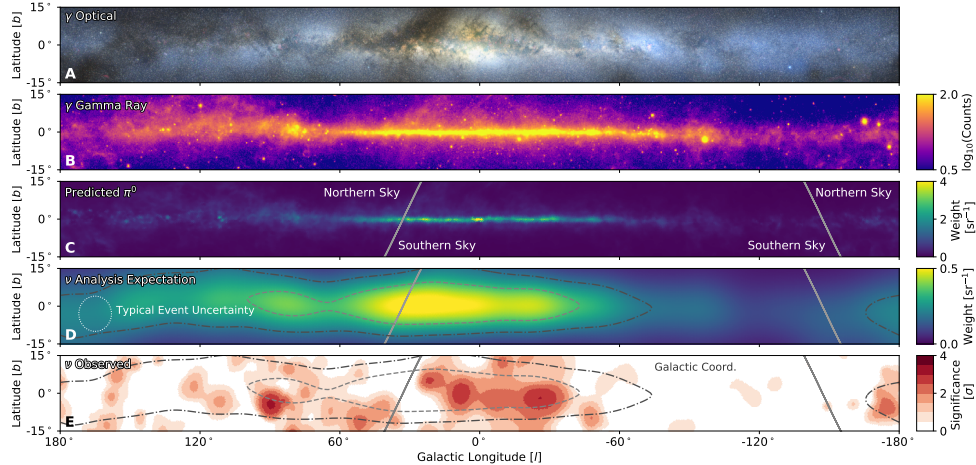 15°
0°
-15°
Latitude [b]
γ Optical
A
15°
0°
-15°
Latitude [b]
γ Gamma Ray
B
2.0
0.5
log₁₀(Counts)
15°
0°
-15°
Latitude [b]
Predicted π⁰
Northern Sky
Northern Sky
Southern Sky
Southern Sky
C
4
2
0
Weight
[sr⁻¹]
15°
0°
-15°
Latitude [b]
ν Analysis Expectation
Typical Event Uncertainty
D
0.5
0.0
Weight [sr⁻¹]
15°
0°
-15°
Latitude [b]
ν Observed
Galactic Coord.
E
4
3
2
1
0
Significance
[σ]
180°
120°
60°
0°
-60°
-120°
-180°
Galactic Longitude [l]